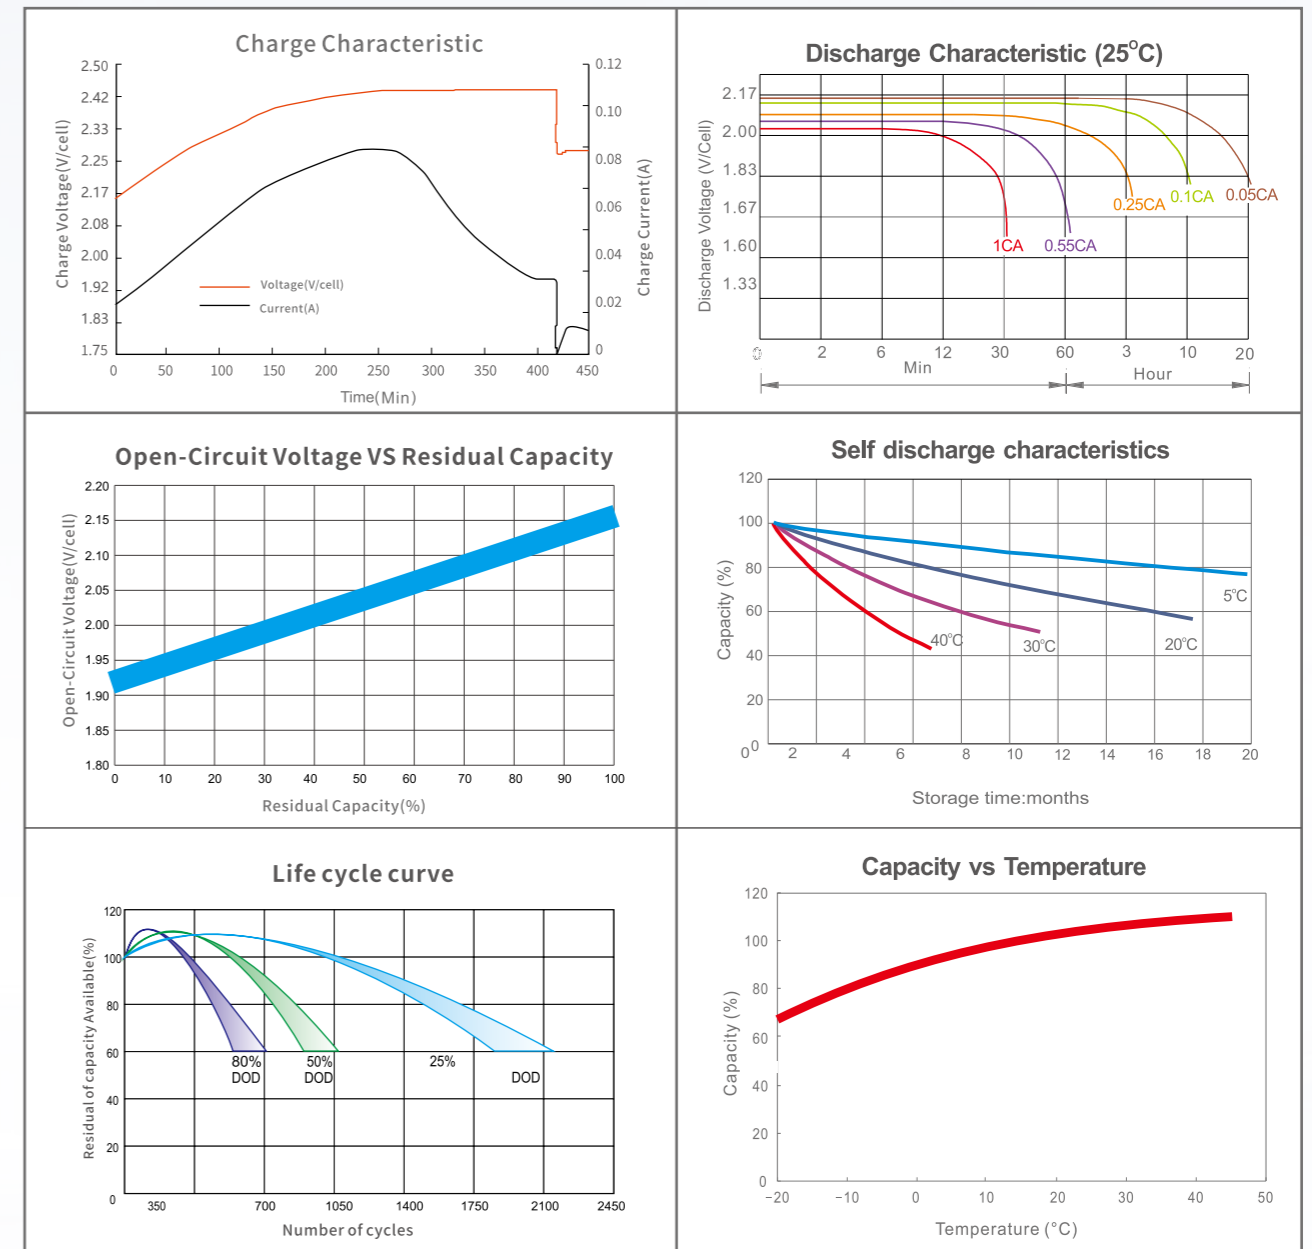 Charge Characteristic
2.50
2.42
2.33
2.25
2.17
2.08
2.00
1.92
1.83
1.75
Charge Voltage(V/cell)
0.12
0.10
0.08
0.06
0.04
0.02
0
Charge Current(A)
Voltage(V/cell)
Current(A)
0 50 100 150 200 250 300 350 400 450
Time(Min)
Discharge Characteristic (25°C)
2.17
2.00
1.83
1.67
1.60
1.33
Discharge Voltage (V/Cell)
1CA 0.55CA 0.25CA 0.1CA 0.05CA
0 2 6 12 30 60 3 10 20
Min Hour
Open-Circuit Voltage VS Residual Capacity
2.20
2.15
2.10
2.05
2.00
1.95
1.90
1.85
1.80
Open-Circuit Voltage(V/cell)
0 10 20 30 40 50 60 70 80 90 100
Residual Capacity(%)
Self discharge characteristics
120
100
80
60
40
20
0
Capacity (%)
5°C
20°C
30°C
40°C
0 2 4 6 8 10 12 14 16 18 20
Storage time:months
Life cycle curve
120
100
80
60
40
20
0
Residual of capacity Available(%)
80%
DOD
50%
DOD
25%
DOD
350 700 1050 1400 1750 2100 2450
Number of cycles
Capacity vs Temperature
120
100
80
60
40
20
0
Capacity (%)
−20 −10 0 10 20 30 40 50
Temperature (°C)